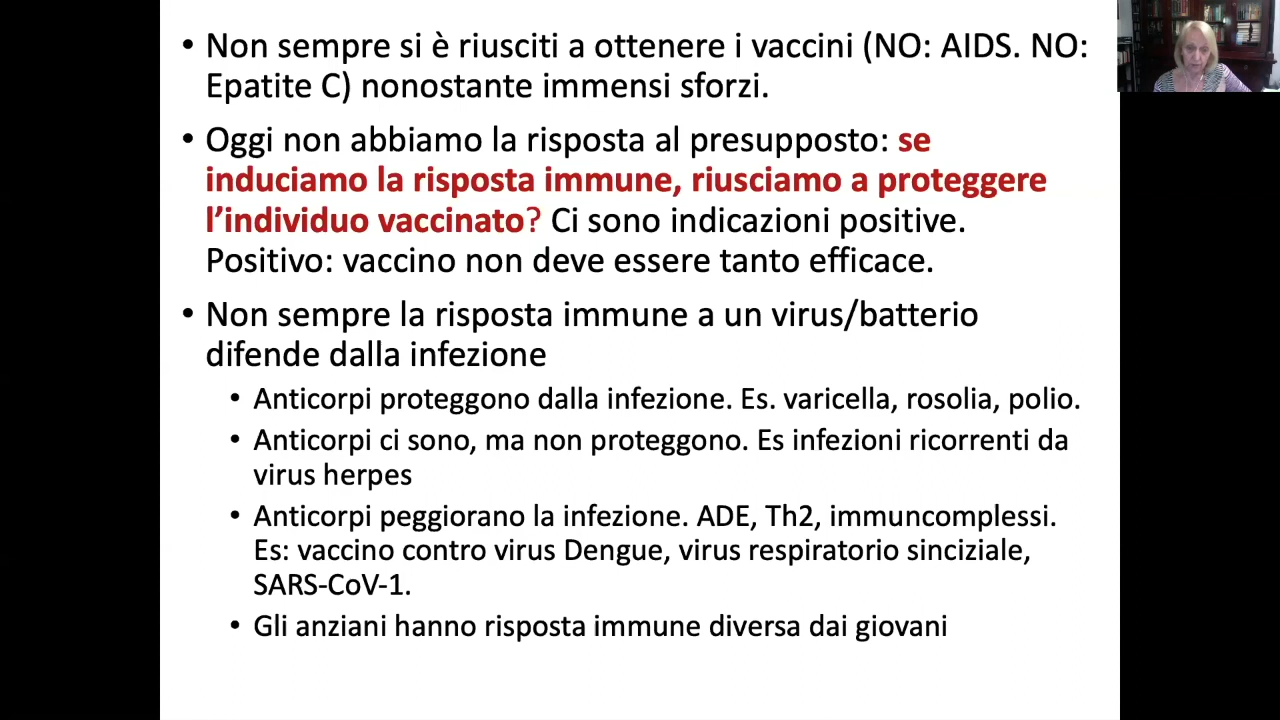 • Non sempre si è riusciti a ottenere i vaccini (NO: AIDS. NO:
Epatite C) nonostante immensi sforzi.
• Oggi non abbiamo la risposta al presupposto: se
induciamo la risposta immune, riusciamo a proteggere
l’individuo vaccinato? Ci sono indicazioni positive.
Positivo: vaccino non deve essere tanto efficace.
• Non sempre la risposta immune a un virus/batterio
difende dalla infezione
• Anticorpi proteggono dalla infezione. Es. varicella, rosolia, polio.
• Anticorpi ci sono, ma non proteggono. Es infezioni ricorrenti da
virus herpes
• Anticorpi peggiorano la infezione. ADE, Th2, immuncomplessi.
Es: vaccino contro virus Dengue, virus respiratorio sinciziale,
SARS-CoV-1.
• Gli anziani hanno risposta immune diversa dai giovani